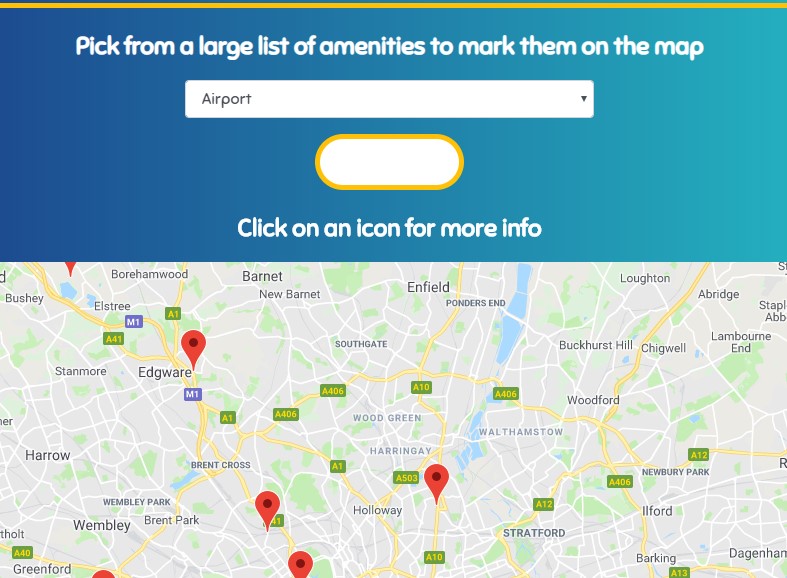 Pick from a large list of amenities to mark them on the map
Airport
Click on an icon for more info
Borehamwood
Barnet
Enfield
Loughton
Bushey
Elstree
New Barnet
PONDERS END
Abridge
M1
A1
A41
SOUTHGATE
Buckhurst Hill
Chigwell
Lambourne
End
Stanmore
Edgware
M1
A406
A10
A406
Woodford
A1
A406
WOOD GREEN
WALTHAMSTOW
Harrow
BRENT CROSS
A1
HARRINGAY
A12
A503
NEWBURY PARK
A406
WEMBLEY PARK
Wembley
Brent Park
Holloway
A12
Ilford
STRATFORD
A40
Greenford
A10
Barking
Dagenham
A13